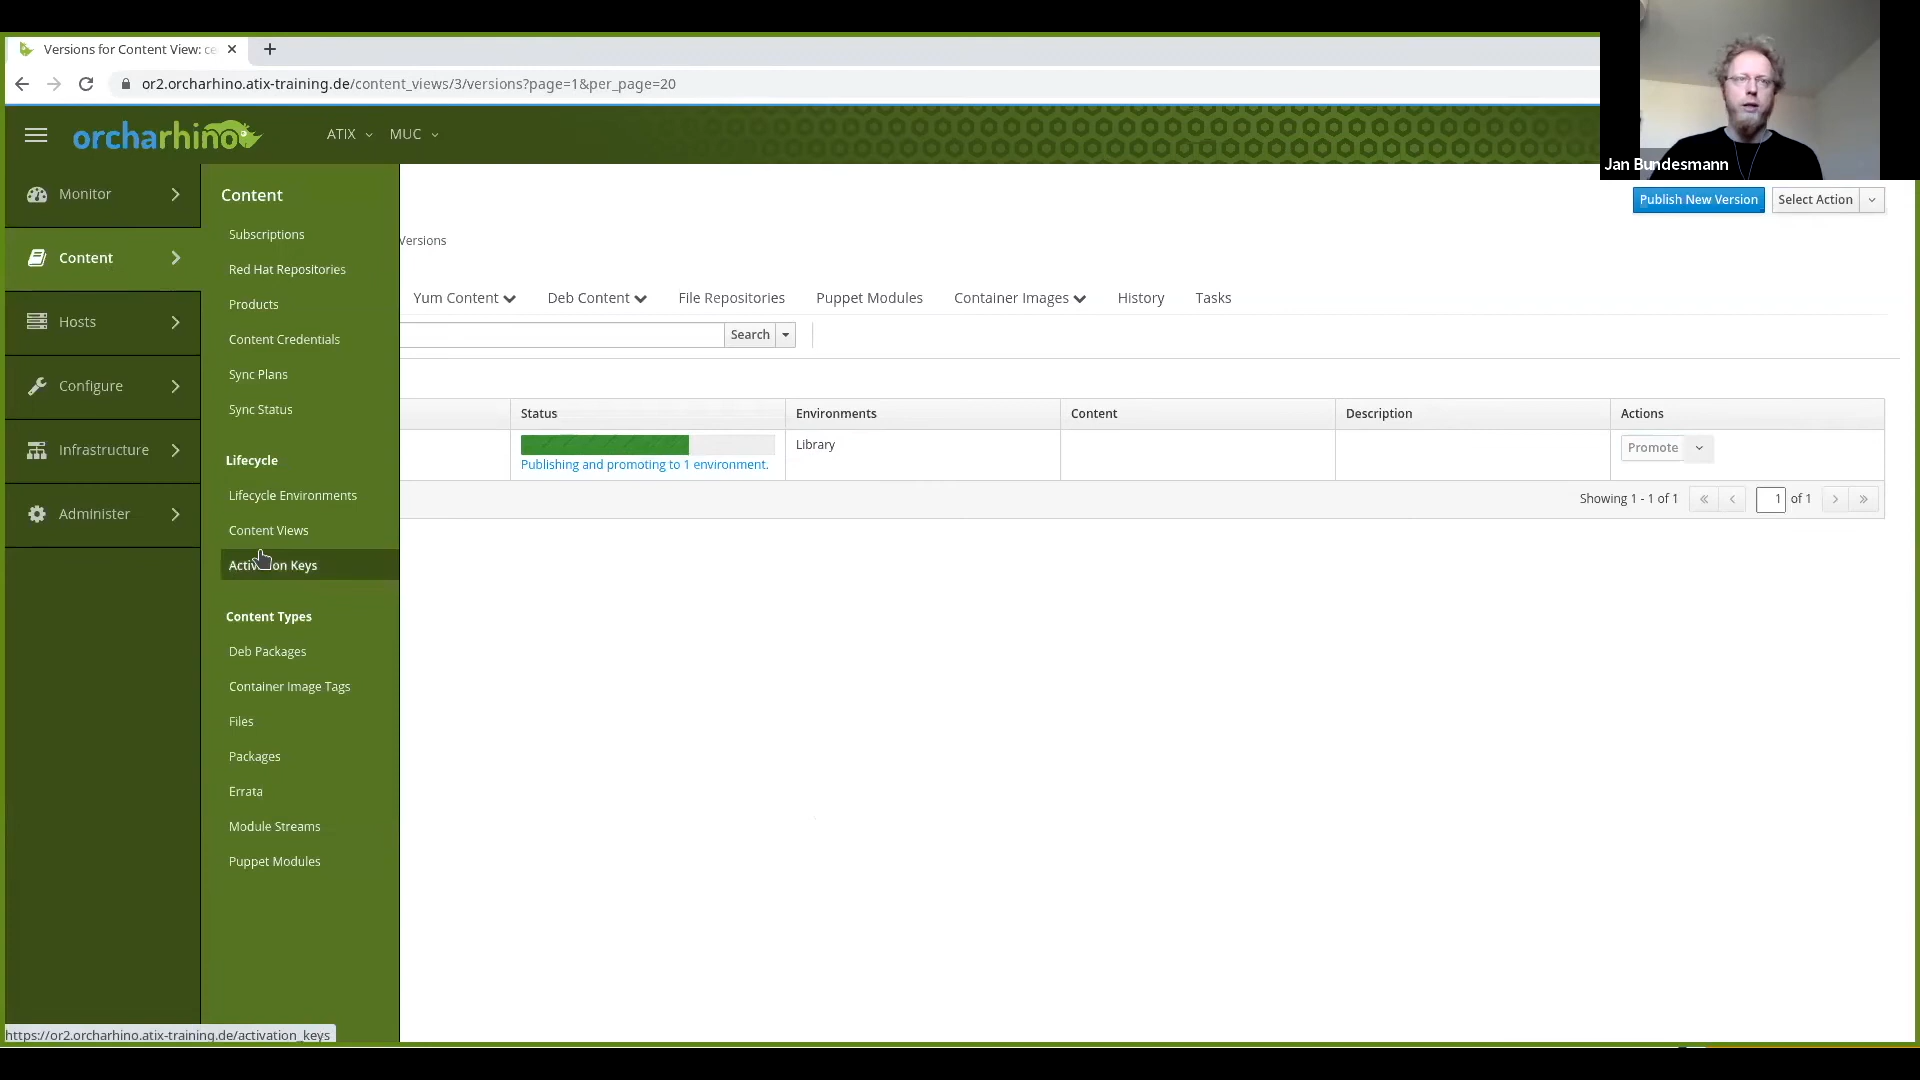 Versions for Content View: ce
or2.orcharhino.atix-training.de/content_views/3/versions?page=1&per_page=20
orcharhino
ATIX
MUC
Jan Bundesmann
Monitor
Content
Hosts
Configure
Infrastructure
Administer
Content
Subscriptions
Red Hat Repositories
Products
Content Credentials
Sync Plans
Sync Status
Lifecycle
Lifecycle Environments
Content Views
Activation Keys
Content Types
Deb Packages
Container Image Tags
Files
Packages
Errata
Module Streams
Puppet Modules
Publish New Version
Select Action
Versions
Yum Content
Deb Content
File Repositories
Puppet Modules
Container Images
History
Tasks
Search
Status
Environments
Content
Description
Actions
Publishing and promoting to 1 environment.
Library
Promote
Showing 1 - 1 of 1
1 of 1
https://or2.orcharhino.atix-training.de/activation_keys